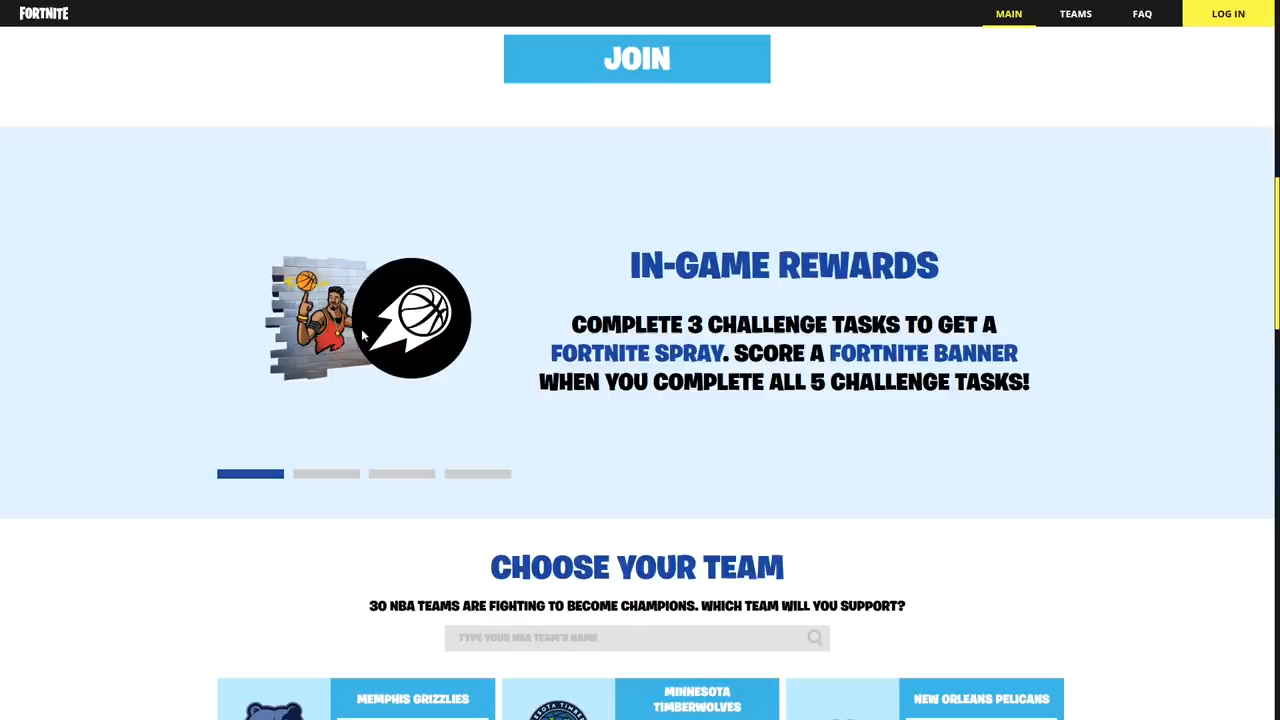 FORTNITE
MAIN
TEAMS
FAQ
LOG IN
JOIN
IN-GAME REWARDS
COMPLETE 3 CHALLENGE TASKS TO GET A
FORTNITE SPRAY. SCORE A FORTNITE BANNER
WHEN YOU COMPLETE ALL 5 CHALLENGE TASKS!
CHOOSE YOUR TEAM
30 NBA TEAMS ARE FIGHTING TO BECOME CHAMPIONS. WHICH TEAM WILL YOU SUPPORT?
TYPE YOUR NBA TEAM'S NAME
MEMPHIS GRIZZLIES
MINNESOTA
TIMBERWOLVES
NEW ORLEANS PELICANS